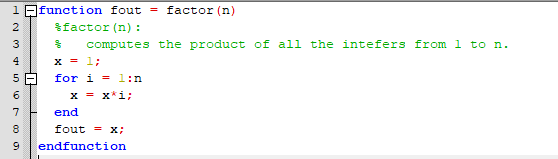 1 function fout = factor(n)
2 %factor(n):
3 % computes the product of all the intefers from 1 to n.
4 x = 1;
5 for i = 1:n
6 x = x*i;
7 end
8 fout = x;
9 endfunction